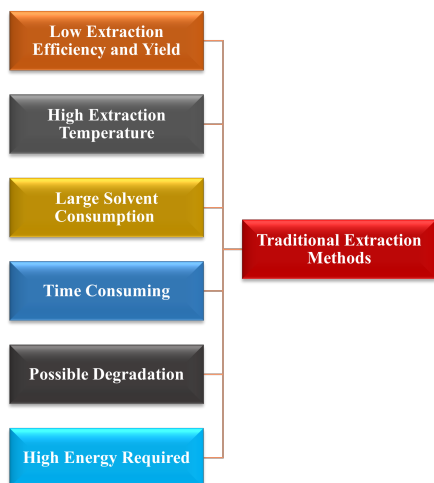 Low Extraction
Efficiency and Yield
High Extraction
Temperature
Large Solvent
Consumption
Traditional Extraction
Methods
Time Consuming
Possible Degradation
High Energy Required